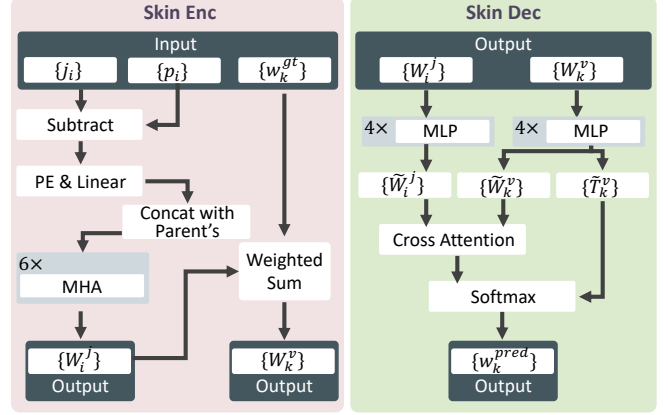 Skin Enc
Input
{j_i} {p_i} {w_k^{gt}}
Subtract
PE & Linear
Concat with
Parent's
6×
MHA
Weighted
Sum
{W_i^j} {W_k^v}
Output Output
Skin Dec
Output
{W_i^j} {W_k^v}
4× MLP 4× MLP
{W̃_i^j} {W̃_k^v} {T̃_k^v}
Cross Attention
Softmax
{w_k^{pred}}
Output